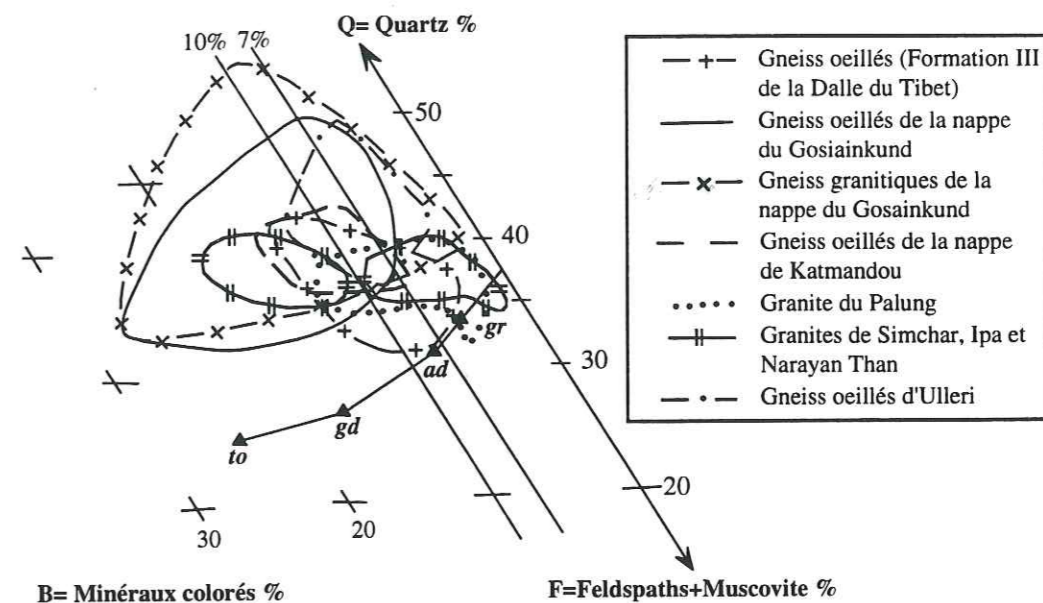 Q= Quartz %
10%
7%
50
40
30
20
gr
ad
gd
to
30
20
B= Minéraux colorés %
F=Feldspaths+Muscovite %
Gneiss oeillés (Formation III
de la Dalle du Tibet)
Gneiss oeillés de la nappe
du Gosiainkund
Gneiss granitiques de la
nappe du Gosainkund
Gneiss oeillés de la nappe
de Katmandou
Granite du Palung
Granites de Simchar, Ipa et
Narayan Than
Gneiss oeillés d'Ulleri